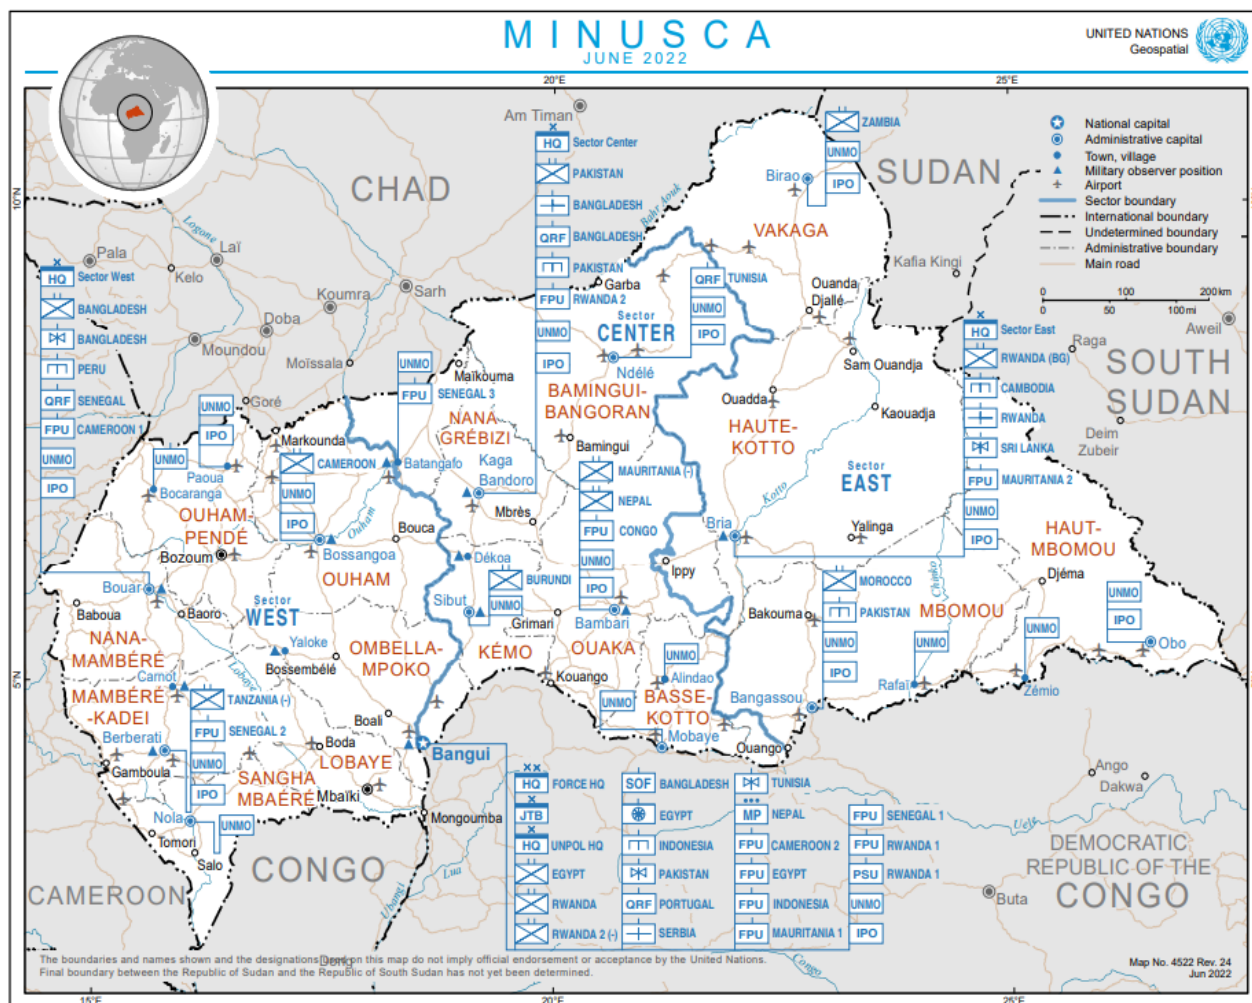 MINUSCA
JUNE 2022
UNITED NATIONS
Geospatial
20°E
25°E
10°N
5°N
National capital
Administrative capital
Town, village
Military observer position
Airport
Sector boundary
International boundary
Undetermined boundary
Administrative boundary
Main road
0 100 200 km
0 50 100 mi
CHAD
SUDAN
SOUTH
SUDAN
DEMOCRATIC
REPUBLIC OF THE
CONGO
CONGO
CAMEROON
Am Timan
Bahr Aouk
Logone
Pala
Laï
Kelo
Koumra
Sarh
Doba
Moundou
Moïssala
Goré
Kafia Kingi
Raga
Aweil
Deim
Zubeir
HQ Sector Center
PAKISTAN
BANGLADESH
QRF BANGLADESH
PAKISTAN
FPU RWANDA 2
UNMO
IPO
ZAMBIA
UNMO
IPO
Birao
VAKAGA
QRF TUNISIA
UNMO
IPO
Garba
Sector
CENTER
Ndélé
BAMINGUI-
BANGORAN
Bamingui
Ouanda
Djallé
Sam Ouandja
Ouadda
Kaouadja
HAUTE-
KOTTO
Sector
EAST
Kotto
Bria
Yalinga
Ippy
HQ Sector East
RWANDA (BG)
CAMBODIA
RWANDA
SRI LANKA
FPU MAURITANIA 2
UNMO
IPO
HAUT-
MBOMOU
Djéma
Chinko
MBOMOU
UNMO
IPO
Obo
UNMO
Zémio
UNMO
Rafaï
MOROCCO
PAKISTAN
UNMO
IPO
Bakouma
Bangassou
Ouango
HQ Sector West
BANGLADESH
BANGLADESH
PERU
QRF SENEGAL
FPU CAMEROON 1
UNMO
IPO
UNMO
IPO
Paoua
UNMO
Bocaranga
Markounda
OUHAM-
PENDÉ
Bozoum
CAMEROON
UNMO
IPO
Bossangoa
Ouham
OUHAM
UNMO
FPU SENEGAL 3
Batangafo
Maïkouma
NANA-
GRÉBIZI
Kaga
Bandoro
Mbrès
Bouca
Dékoa
MAURITANIA (-)
NEPAL
FPU CONGO
UNMO
IPO
Bambari
BURUNDI
UNMO
Sibut
Grimari
KÉMO
OUAKA
Kouango
UNMO
Alindao
BASSE-
KOTTO
UNMO
Mobaye
Bouar
Baboua
Baoro
Sector
WEST
Yaloke
Bossembélé
Lobaye
NANA-
MAMBÉRÉ
OMBELLA-
MPOKO
MAMBÉRÉ
-KADEI
Carnot
TANZANIA (-)
FPU SENEGAL 2
UNMO
IPO
Berberati
Gamboula
SANGHA
MBAÉRÉ
Boali
Boda
LOBAYE
Mbaïki
Bangui
Mongoumba
Nola
UNMO
Tomori
Salo
Lua
Ubangi
Congo
Uele
Ango
Dakwa
Buta
HQ FORCE HQ
JTB
HQ UNPOL HQ
EGYPT
RWANDA
RWANDA 2 (-)
SOF BANGLADESH
EGYPT
INDONESIA
PAKISTAN
QRF PORTUGAL
SERBIA
TUNISIA
MP NEPAL
FPU CAMEROON 2
FPU EGYPT
FPU INDONESIA
FPU MAURITANIA 1
FPU SENEGAL 1
FPU RWANDA 1
PSU RWANDA 1
UNMO
IPO
The boundaries and names shown and the designations used on this map do not imply official endorsement or acceptance by the United Nations.
Final boundary between the Republic of Sudan and the Republic of South Sudan has not yet been determined.
Map No. 4522 Rev. 24
Jun 2022
15°E
20°E
25°E